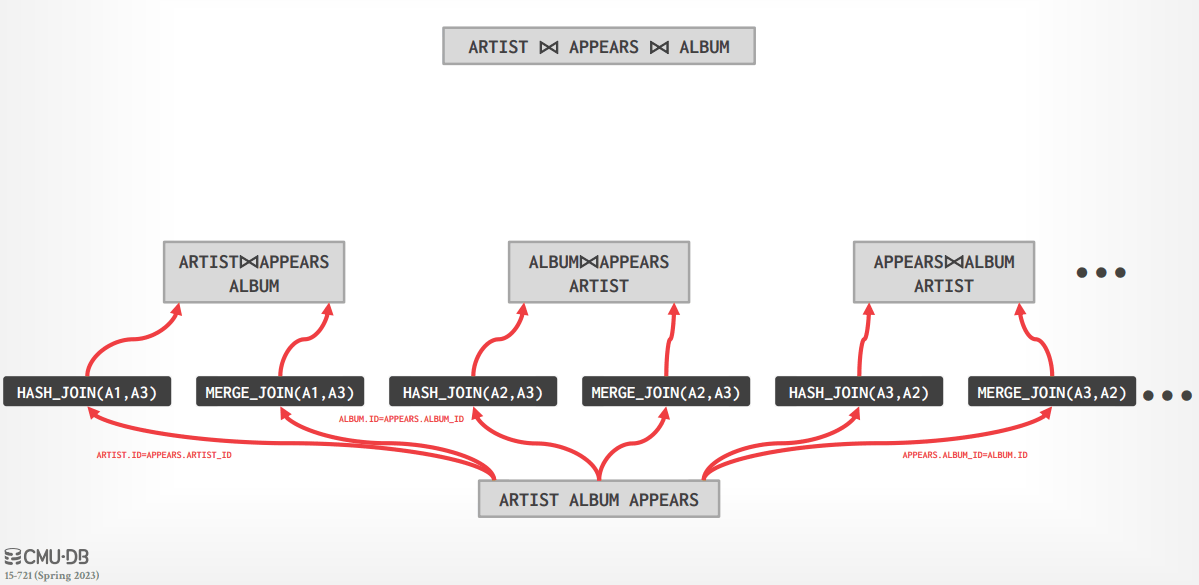 ARTIST ⋈ APPEARS ⋈ ALBUM
ARTIST⋈APPEARS
ALBUM
ALBUM⋈APPEARS
ARTIST
APPEARS⋈ALBUM
ARTIST
●●●
HASH_JOIN(A1,A3)
MERGE_JOIN(A1,A3)
HASH_JOIN(A2,A3)
MERGE_JOIN(A2,A3)
HASH_JOIN(A3,A2)
MERGE_JOIN(A3,A2)
●●●
ALBUM.ID=APPEARS.ALBUM_ID
ARTIST.ID=APPEARS.ARTIST_ID
APPEARS.ALBUM_ID=ALBUM.ID
ARTIST ALBUM APPEARS
CMU·DB
15-721 (Spring 2023)